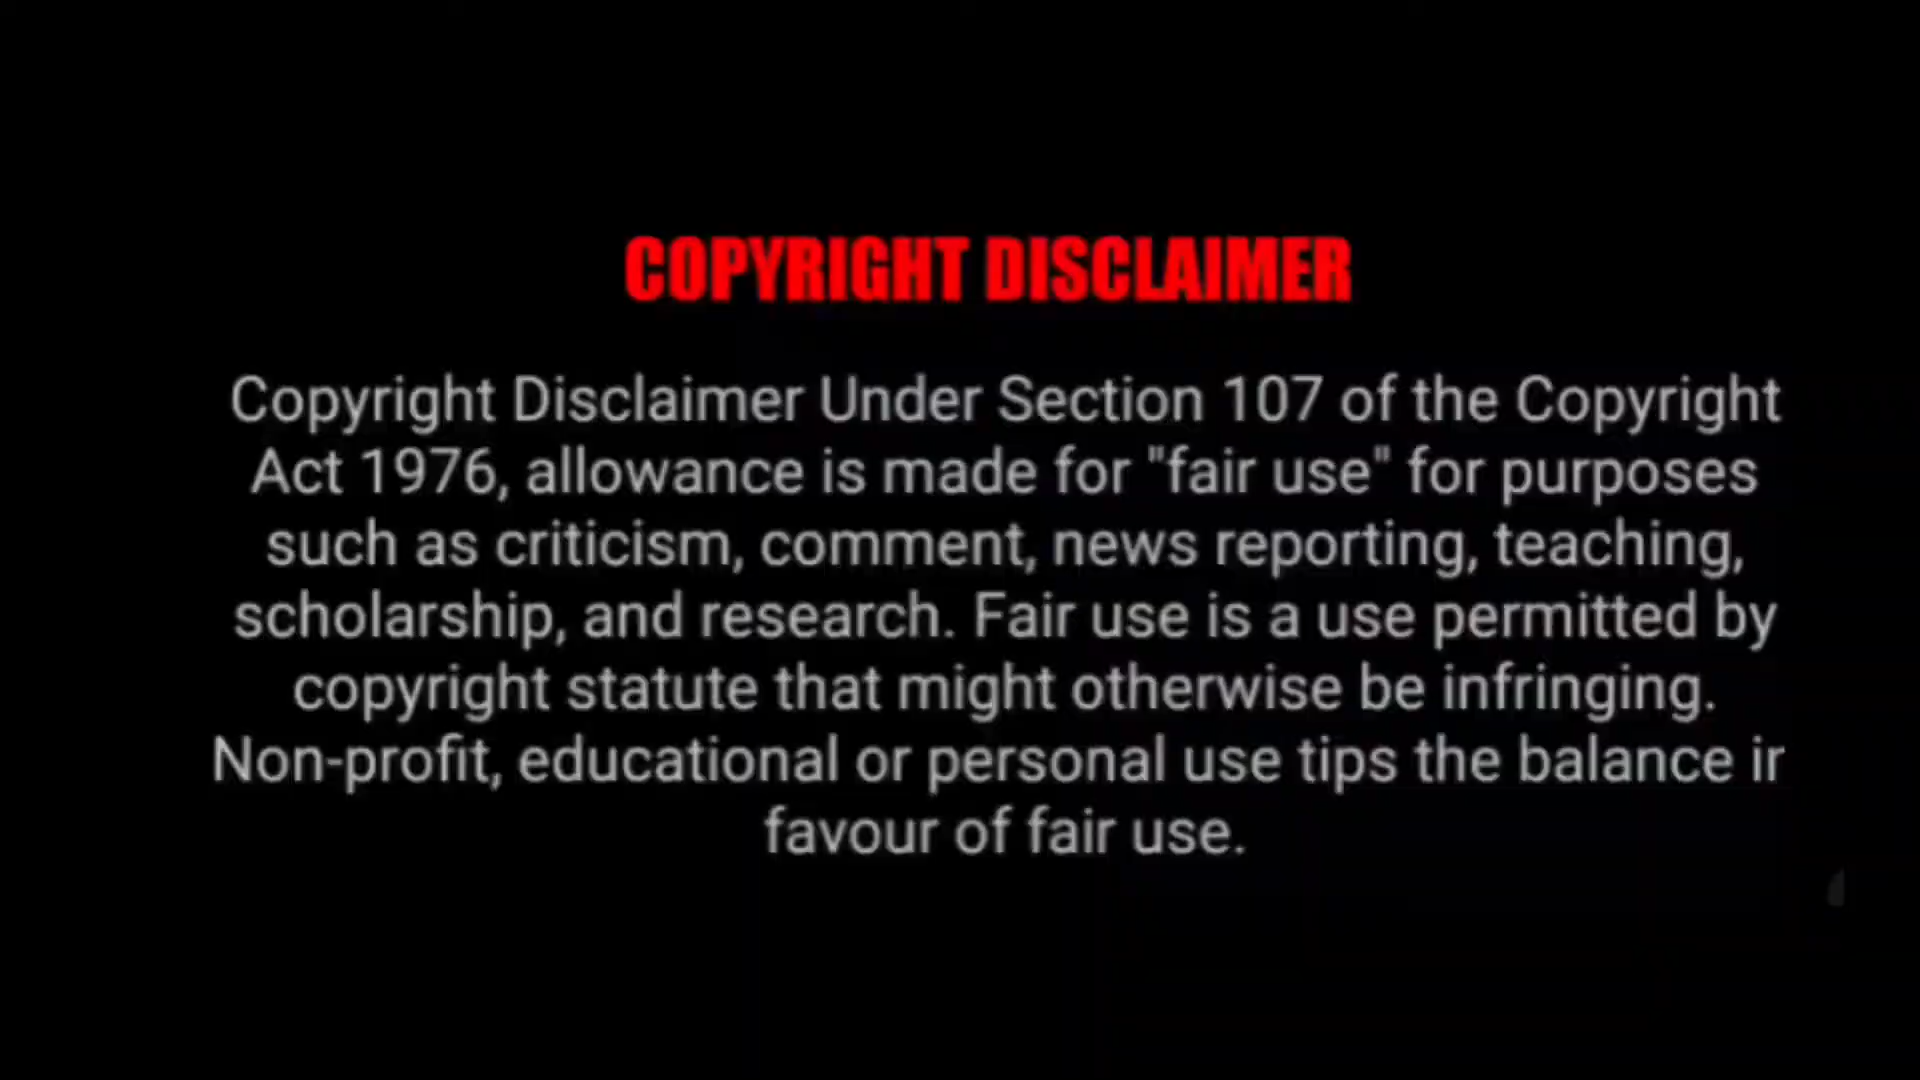 COPYRIGHT DISCLAIMER
Copyright Disclaimer Under Section 107 of the Copyright
Act 1976, allowance is made for "fair use" for purposes
such as criticism, comment, news reporting, teaching,
scholarship, and research. Fair use is a use permitted by
copyright statute that might otherwise be infringing.
Non-profit, educational or personal use tips the balance ir
favour of fair use.